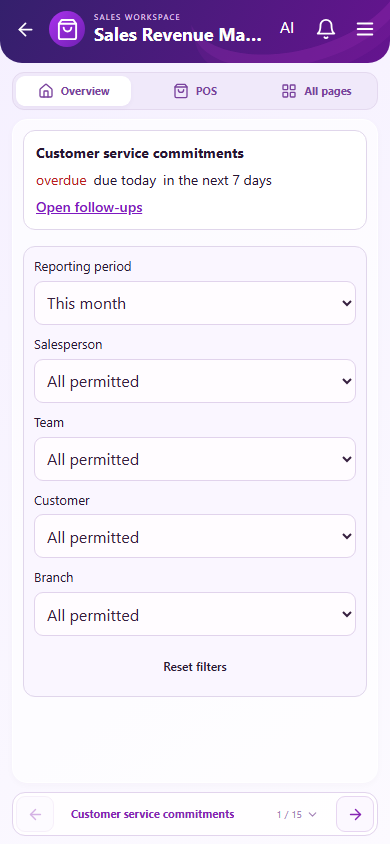 SALES WORKSPACE
Sales Revenue Ma...
AI
Overview
POS
All pages
Customer service commitments
overdue due today in the next 7 days
Open follow-ups
Reporting period
This month
Salesperson
All permitted
Team
All permitted
Customer
All permitted
Branch
All permitted
Reset filters
Customer service commitments
1 / 15